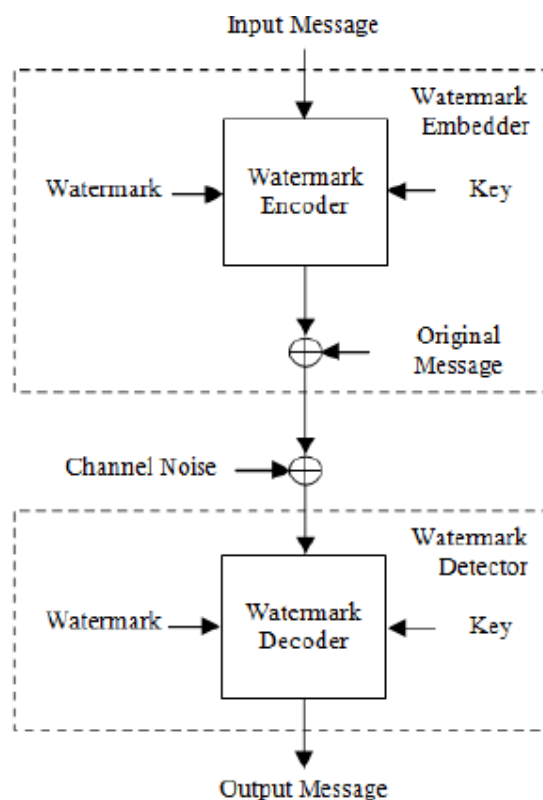 Input Message
Watermark
Embedder
Watermark
Watermark
Encoder
Key
Original
Message
Channel Noise
Watermark
Detector
Watermark
Watermark
Decoder
Key
Output Message